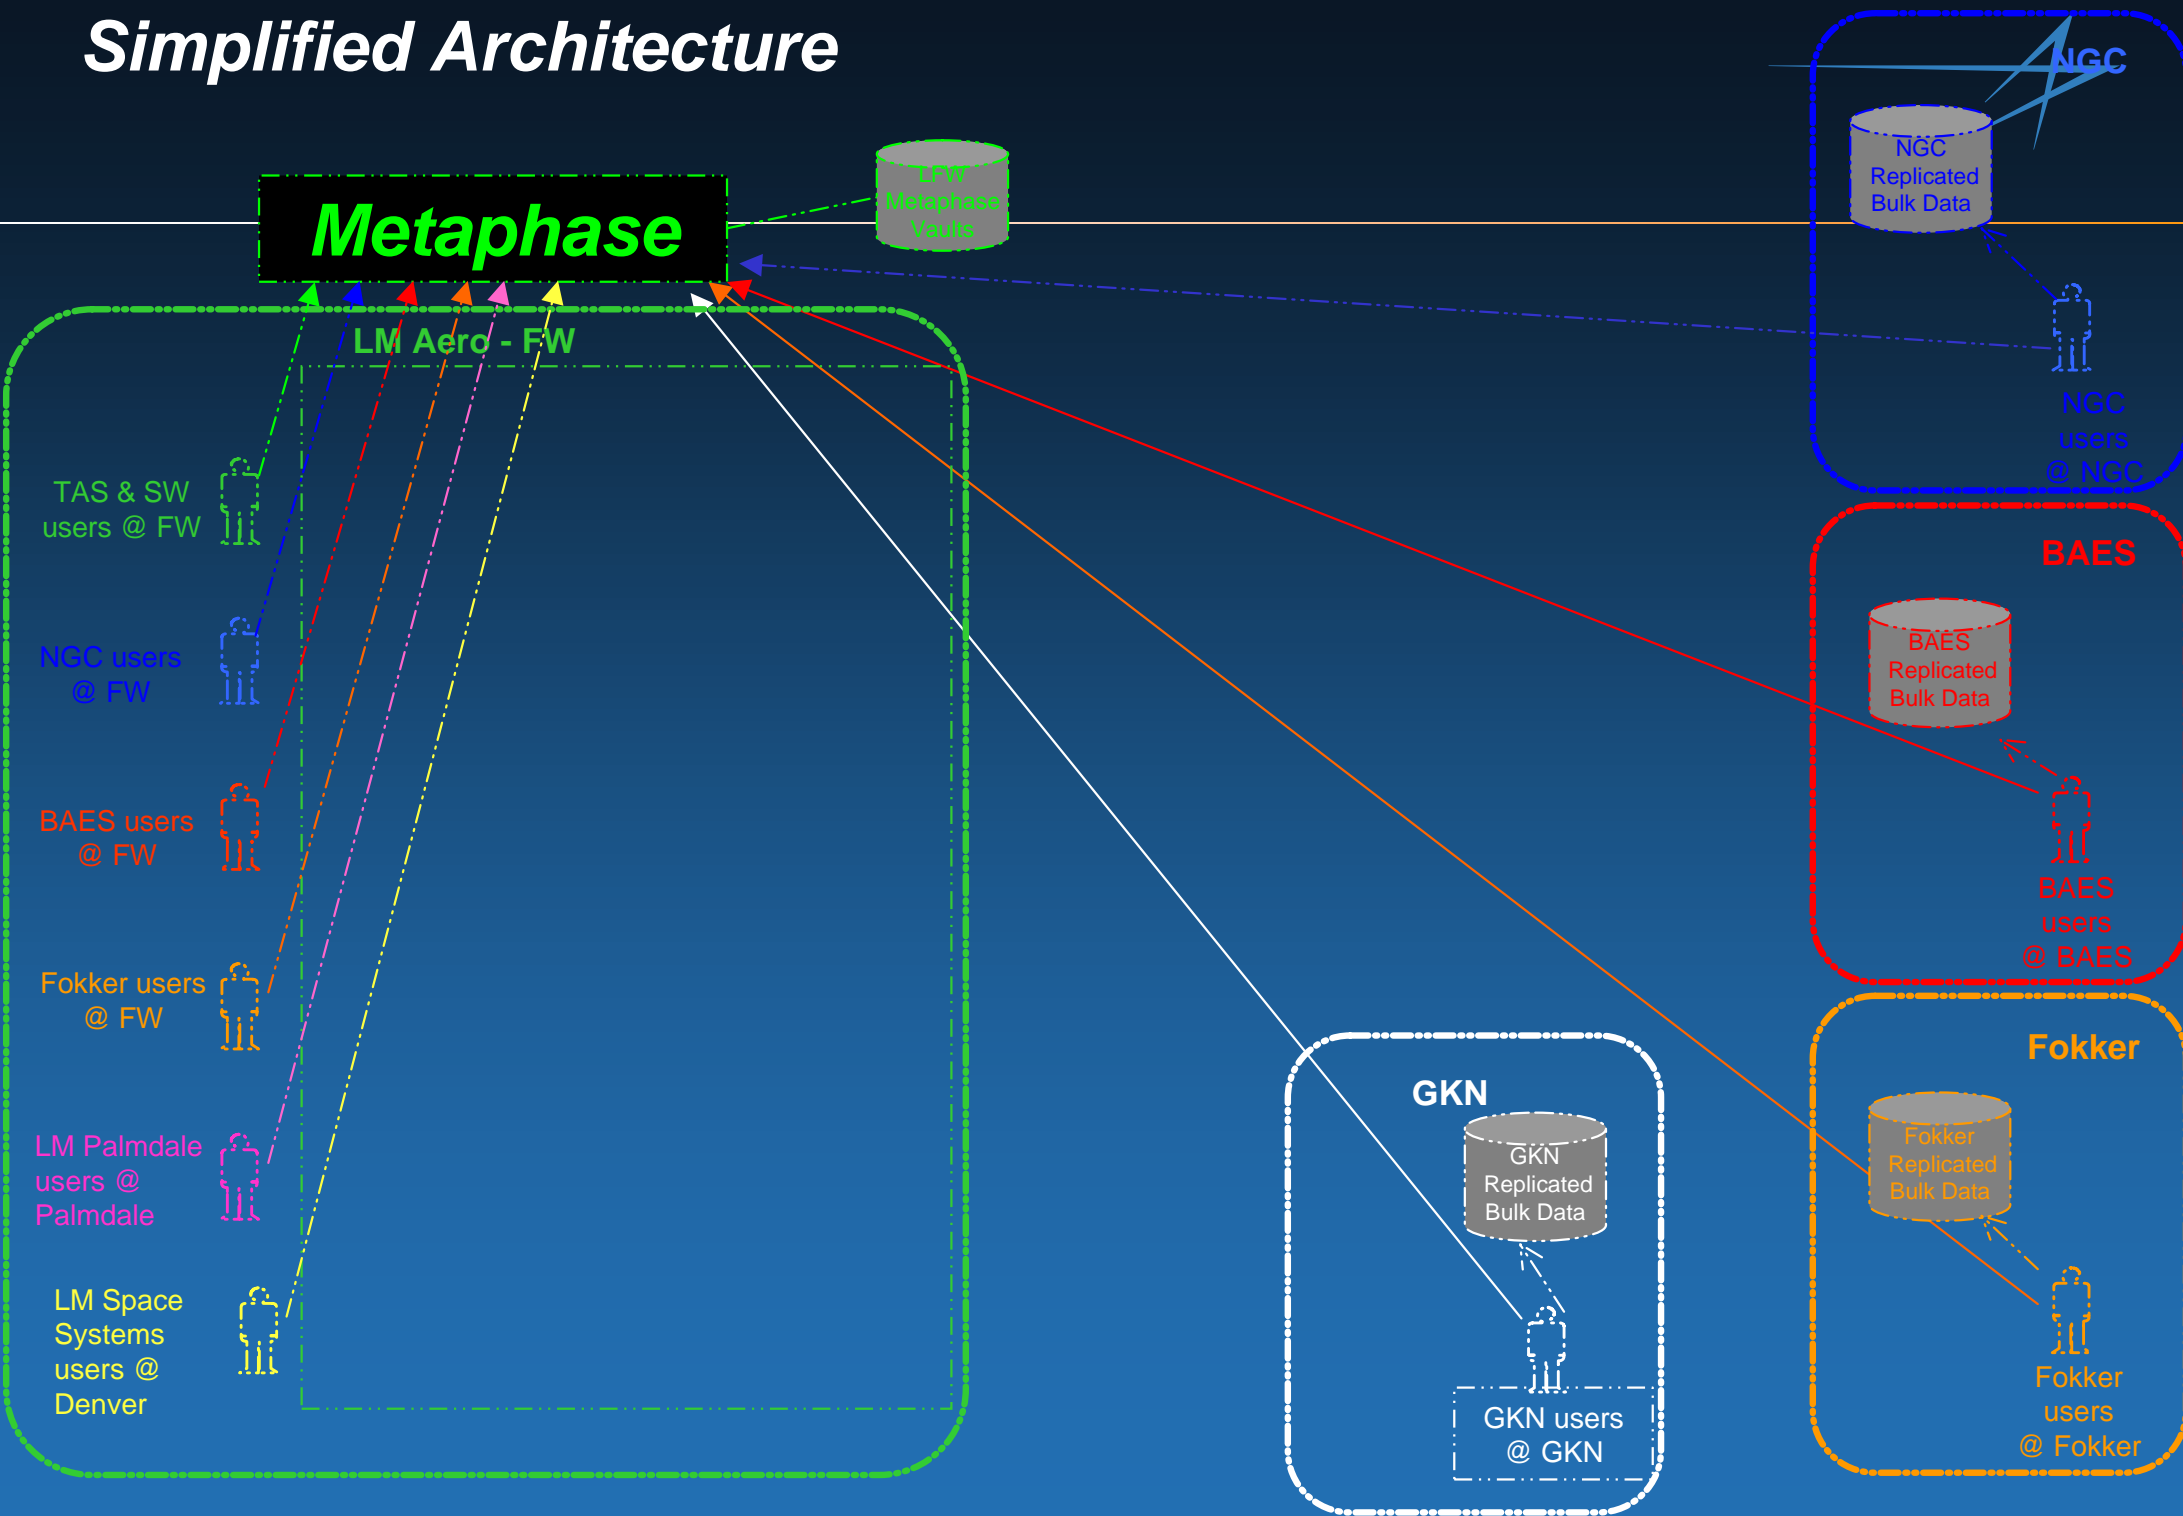 Simplified Architecture
NGC
LFW
Metaphase
Vaults
Metaphase
NGC
Replicated
Bulk Data
LM Aero - FW
NGC
users
@ NGC
TAS & SW
users @ FW
NGC users
@ FW
BAES users
@ FW
Fokker users
@ FW
LM Palmdale
users @
Palmdale
LM Space
Systems
users @
Denver
BAES
BAES
Replicated
Bulk Data
BAES
users
@ BAES
GKN
GKN
Replicated
Bulk Data
GKN users
@ GKN
Fokker
Fokker
Replicated
Bulk Data
Fokker
users
@ Fokker